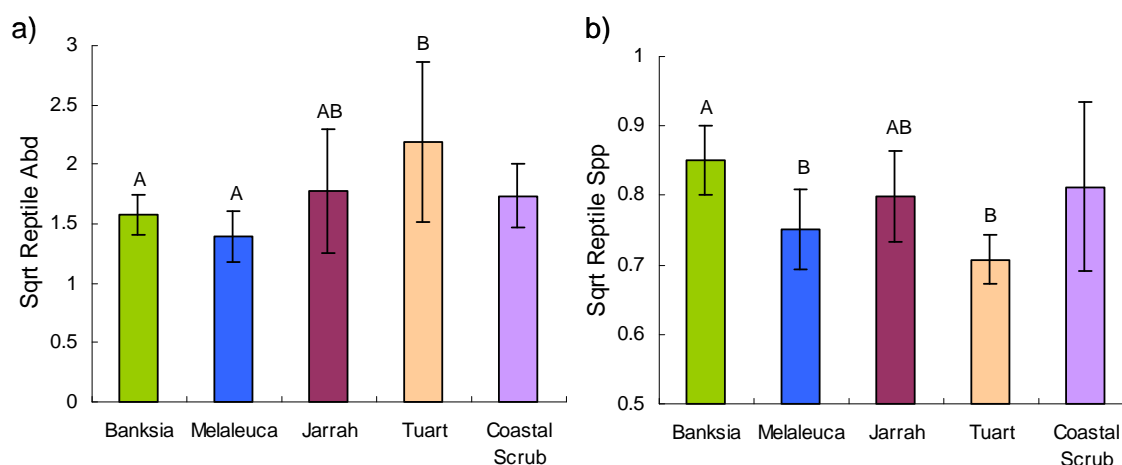 a)
Sqrt Reptile Abd
3
2.5
2
1.5
1
0.5
0
A
A
AB
B
Banksia Melaleuca Jarrah Tuart Coastal
Scrub
b)
Sqrt Reptile Spp
1
0.9
0.8
0.7
0.6
0.5
A
B
AB
B
Banksia Melaleuca Jarrah Tuart Coastal
Scrub